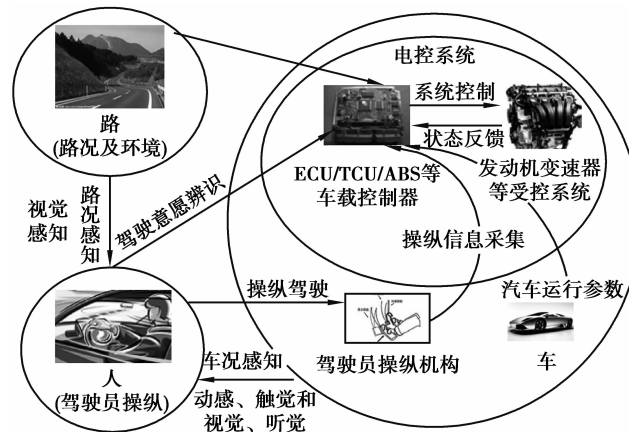 路
(路况及环境)
电控系统
系统控制
状态反馈
ECU/TCU/ABS等
车载控制器
发动机变速器
等受控系统
视觉
感知
路况感知
驾驶意愿辨识
操纵信息采集
操纵驾驶
汽车运行参数
驾驶员操纵机构
车
车况感知
动感、触觉和
视觉、听觉
人
(驾驶员操纵)